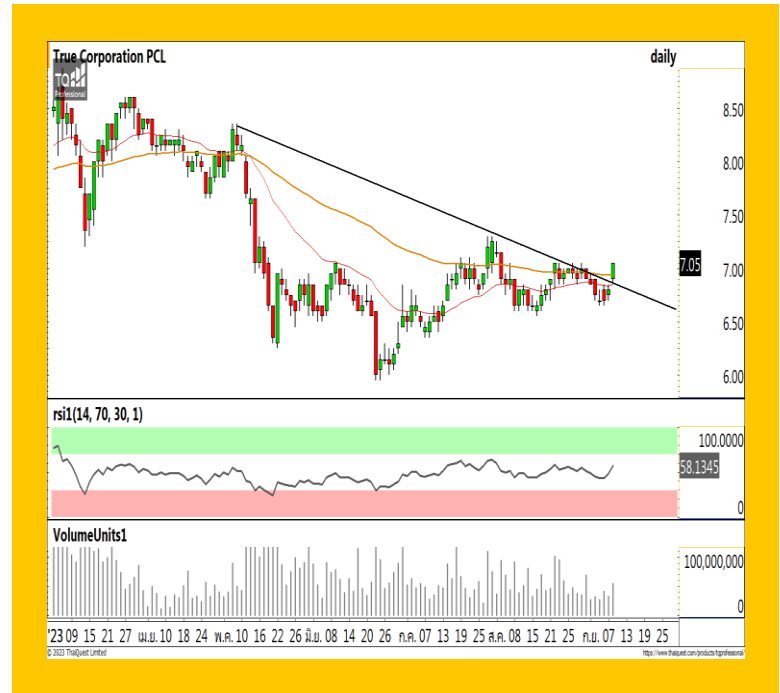 True Corporation PCL daily
TQ
Professional
8.50
8.00
7.50
7.05
7.00
6.50
6.00
rsi1(14, 70, 30, 1)
100.0000
58.1345
0
VolumeUnits1
100,000,000
0
'23 09 15 21 27 เม.ย. 10 18 24 พ.ค. 10 16 22 26 มิ.ย. 08 14 20 26 ก.ค. 07 13 19 25 ส.ค. 08 15 21 25 ก.ย. 07 13 19 25
© 2023 ThaiQuest Limited https://www.thaiquest.com/products/tqprofessional/